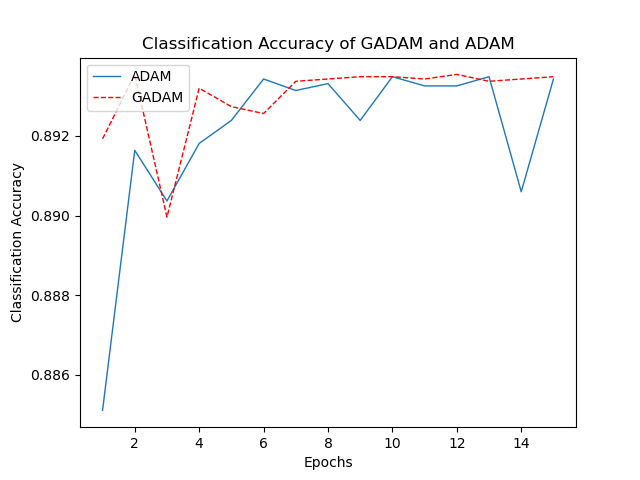 Classification Accuracy of GADAM and ADAM
ADAM
GADAM
Classification Accuracy
0.892
0.890
0.888
0.886
2 4 6 8 10 12 14
Epochs